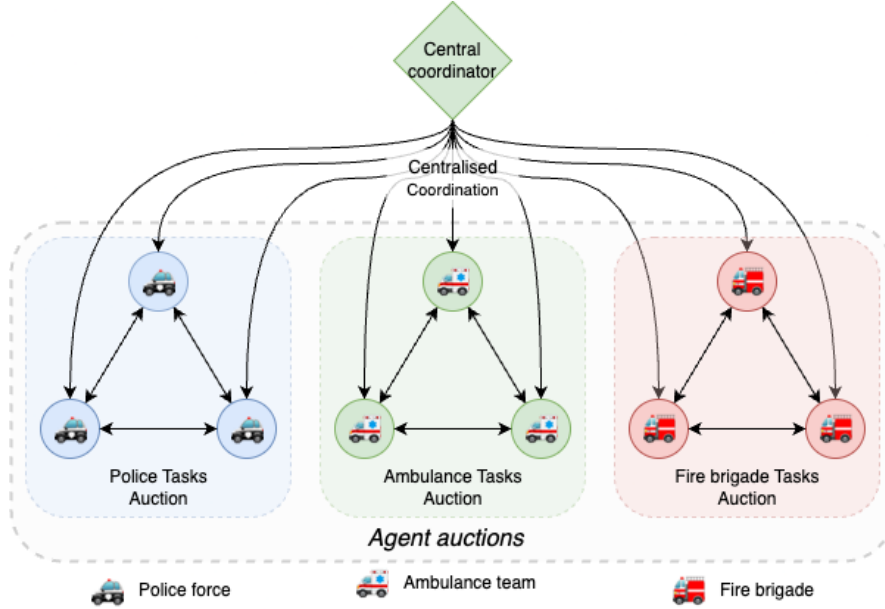 Central
coordinator
Centralised
Coordination
Police Tasks
Auction
Ambulance Tasks
Auction
Fire brigade Tasks
Auction
Agent auctions
Police force
Ambulance team
Fire brigade